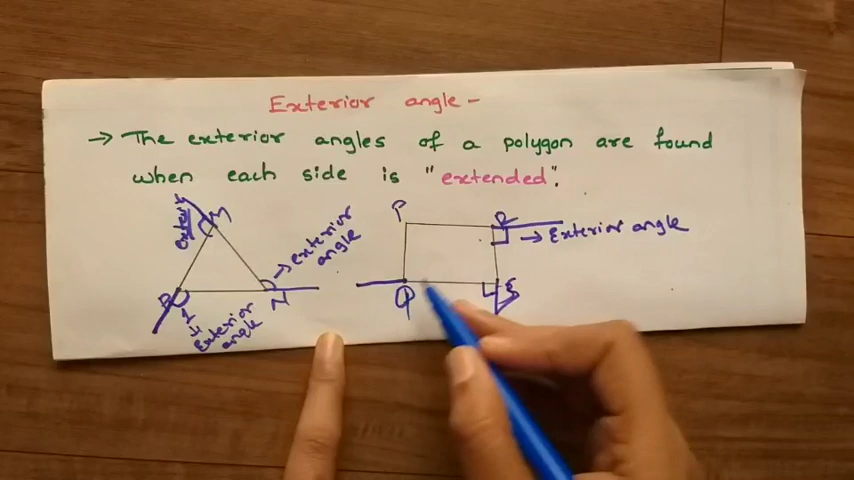 Exterior angle -
→ The exterior angles of a polygon are found
when each side is "extended".
M
N
→ exterior
angle
1
Exterior
angle
P
R
→ Exterior angle
Q
S